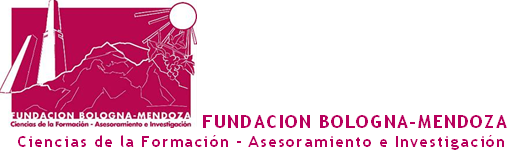 FUNDACION BOLOGNA-MENDOZA
Ciencias de la Formación - Asesoramiento e Investigación
FUNDACION BOLOGNA-MENDOZA
Ciencias de la Formación - Asesoramiento e Investigación